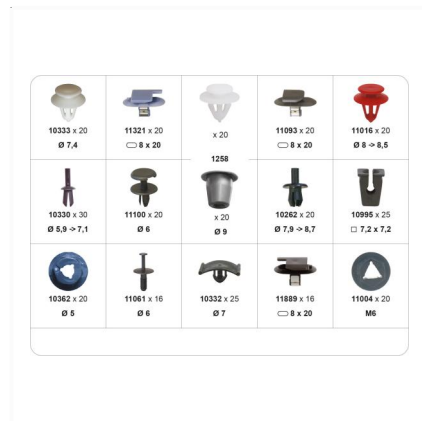 10333 x 20
Ø 7,4
11321 x 20
8 x 20
x 20
11093 x 20
8 x 20
11016 x 20
Ø 8 -> 8,5
10330 x 30
Ø 5,9 -> 7,1
11100 x 20
Ø 6
1258
x 20
Ø 9
10262 x 20
Ø 7,9 -> 8,7
10995 x 25
□ 7,2 x 7,2
10362 x 20
Ø 5
11061 x 16
Ø 6
10332 x 25
Ø 7
11889 x 16
8 x 20
11004 x 20
M6